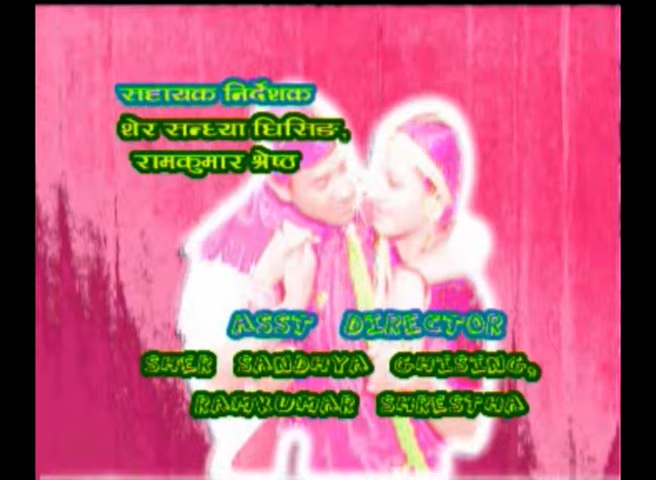 सहायक निर्देशक
शेर सन्ध्या घिसिङ,
रामकुमार श्रेष्ठ
ASST DIRECTOR
SHER SANDHYA GHISING,
RAMKUMAR SHRESTHA